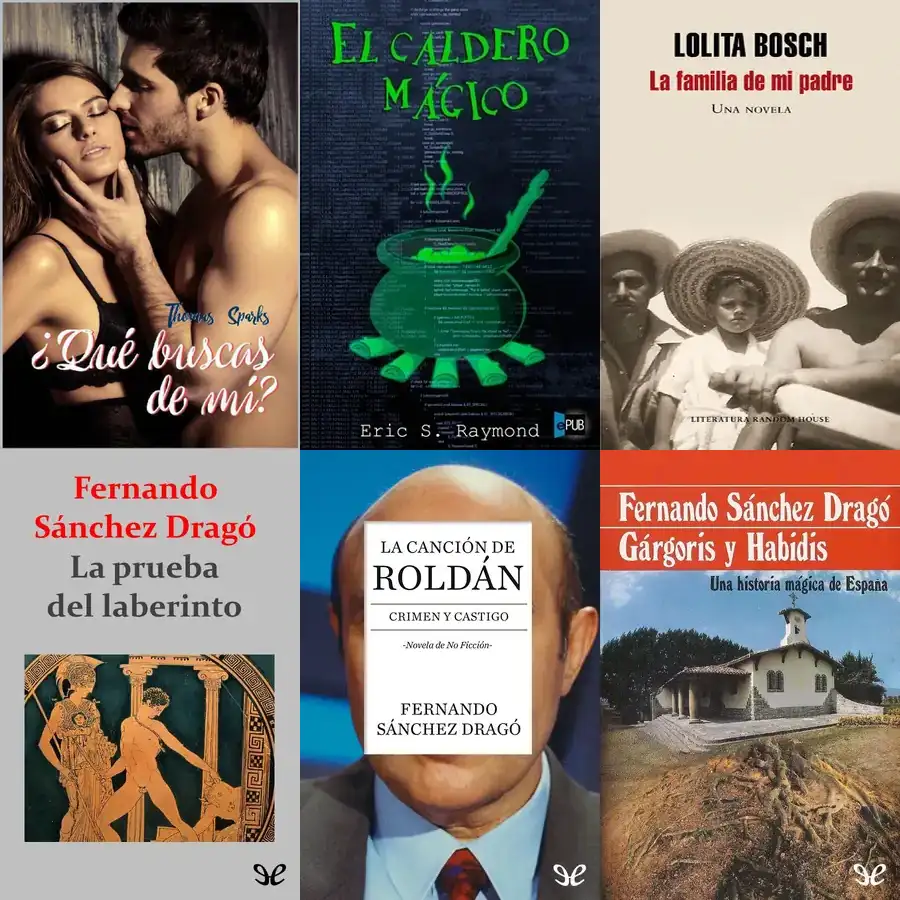 Thomas Sparks
¿Qué buscas
de mí?
EL CALDERO
MÁGICO
Eric S. Raymond
ePUB
LOLITA BOSCH
La familia de mi padre
UNA NOVELA
LITERATURA RANDOM HOUSE
Fernando
Sánchez Dragó
La prueba
del laberinto
LA CANCIÓN DE
ROLDÁN
CRIMEN Y CASTIGO
-Novela de No Ficción-
FERNANDO
SÁNCHEZ DRAGÓ
Fernando Sánchez Dragó
Gárgoris y Habidis
Una historia mágica de España